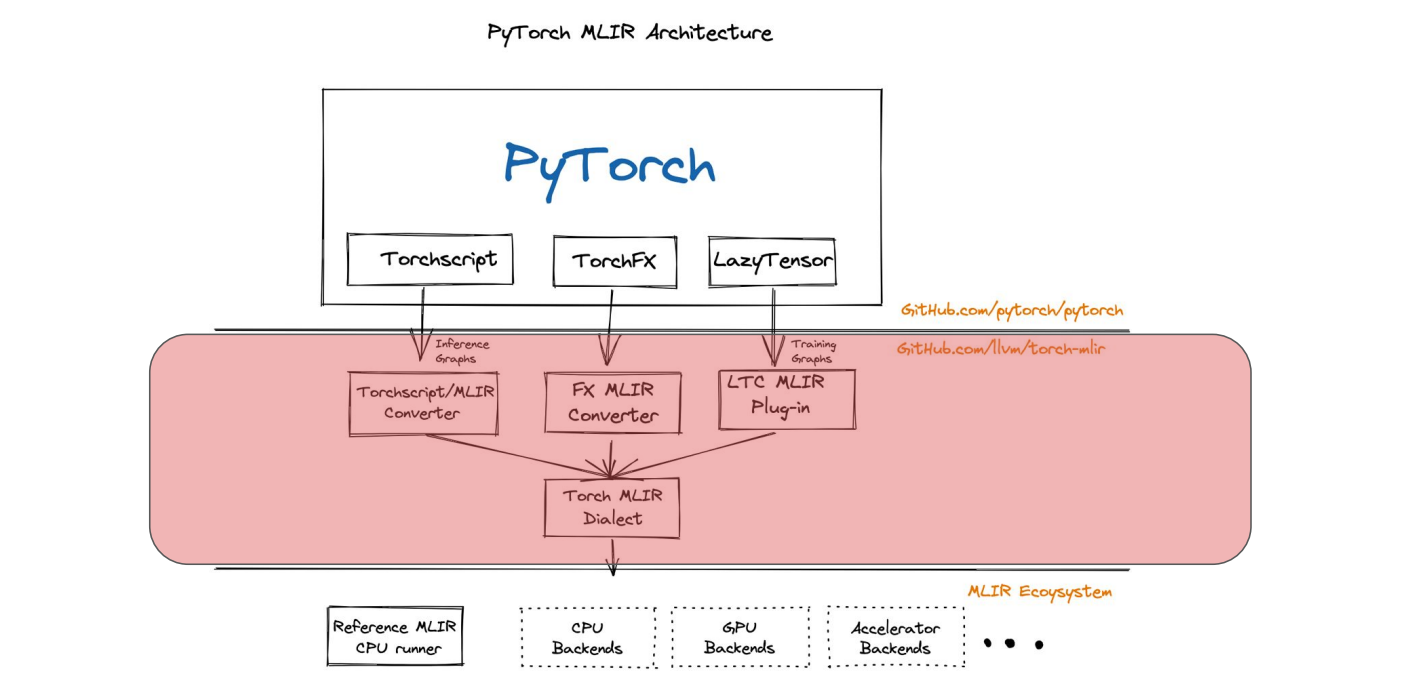 PyTorch MLIR Architecture
PyTorch
Torchscript
TorchFX
LazyTensor
GitHub.com/pytorch/pytorch
GitHub.com/llvm/torch-mlir
Inference
Graphs
Training
Graphs
Torchscript/MLIR
Converter
FX MLIR
Converter
LTC MLIR
Plug-in
Torch MLIR
Dialect
MLIR Ecoysystem
Reference MLIR
CPU runner
CPU
Backends
GPU
Backends
Accelerator
Backends